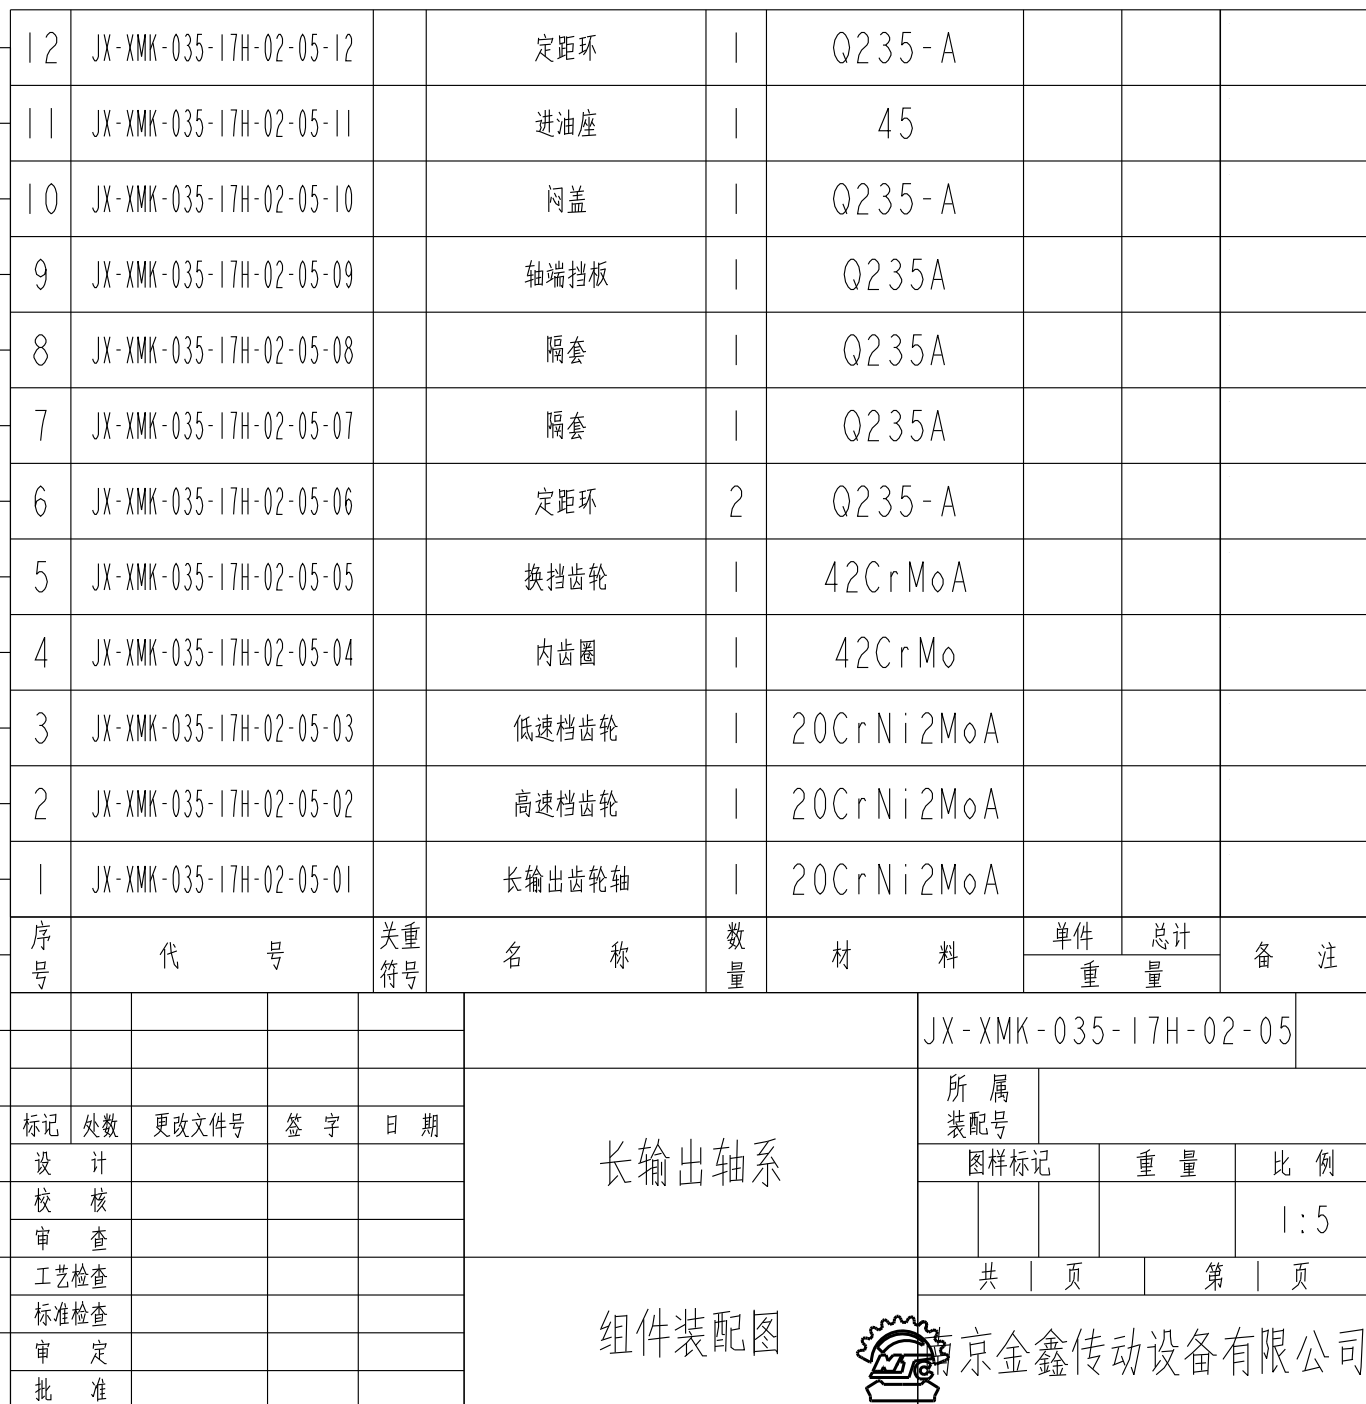 12 JX-XMK-035-17H-02-05-12 定距环 1 Q235-A
11 JX-XMK-035-17H-02-05-11 进油座 1 45
10 JX-XMK-035-17H-02-05-10 闷盖 1 Q235-A
9 JX-XMK-035-17H-02-05-09 轴端挡板 1 Q235A
8 JX-XMK-035-17H-02-05-08 隔套 1 Q235A
7 JX-XMK-035-17H-02-05-07 隔套 1 Q235A
6 JX-XMK-035-17H-02-05-06 定距环 2 Q235-A
5 JX-XMK-035-17H-02-05-05 换挡齿轮 1 42CrMoA
4 JX-XMK-035-17H-02-05-04 内齿圈 1 42CrMo
3 JX-XMK-035-17H-02-05-03 低速档齿轮 1 20CrNi2MoA
2 JX-XMK-035-17H-02-05-02 高速档齿轮 1 20CrNi2MoA
1 JX-XMK-035-17H-02-05-01 长输出齿轮轴 1 20CrNi2MoA
序号 代号 关重符号 名称 数量 材料 单件 总计 重量 备注
JX-XMK-035-17H-02-05
所属装配号
标记 处数 更改文件号 签字 日期
设计
校核
审查
工艺检查
标准检查
审定
批准
长输出轴系
组件装配图
图样标记 重量 比例
1:5
共 1 页 第 1 页
NJC
南京金鑫传动设备有限公司